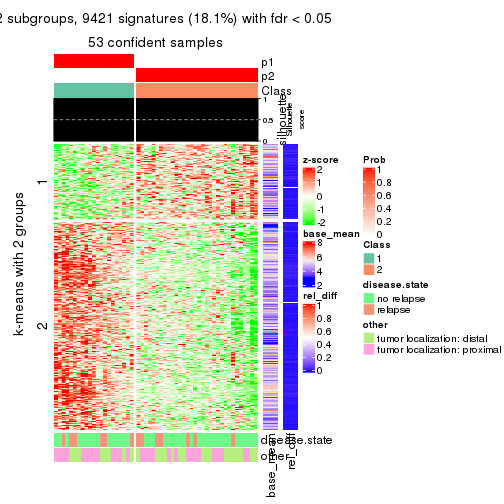 2 subgroups, 9421 signatures (18.1%) with fdr < 0.05
53 confident samples
p1
p2
Class
1
0.5
0
silhouette
Silhouette
score
k-means with 2 groups
1
2
z-score
2
1
0
-1
-2
base_mean
8
6
4
2
rel_diff
1
0.8
0.6
0.4
0.2
0
Prob
1
0.8
0.6
0.4
0.2
0
Class
1
2
disease.state
no relapse
relapse
other
tumor localization: distal
tumor localization: proximal
disease.state
other
base_mean
rel_diff